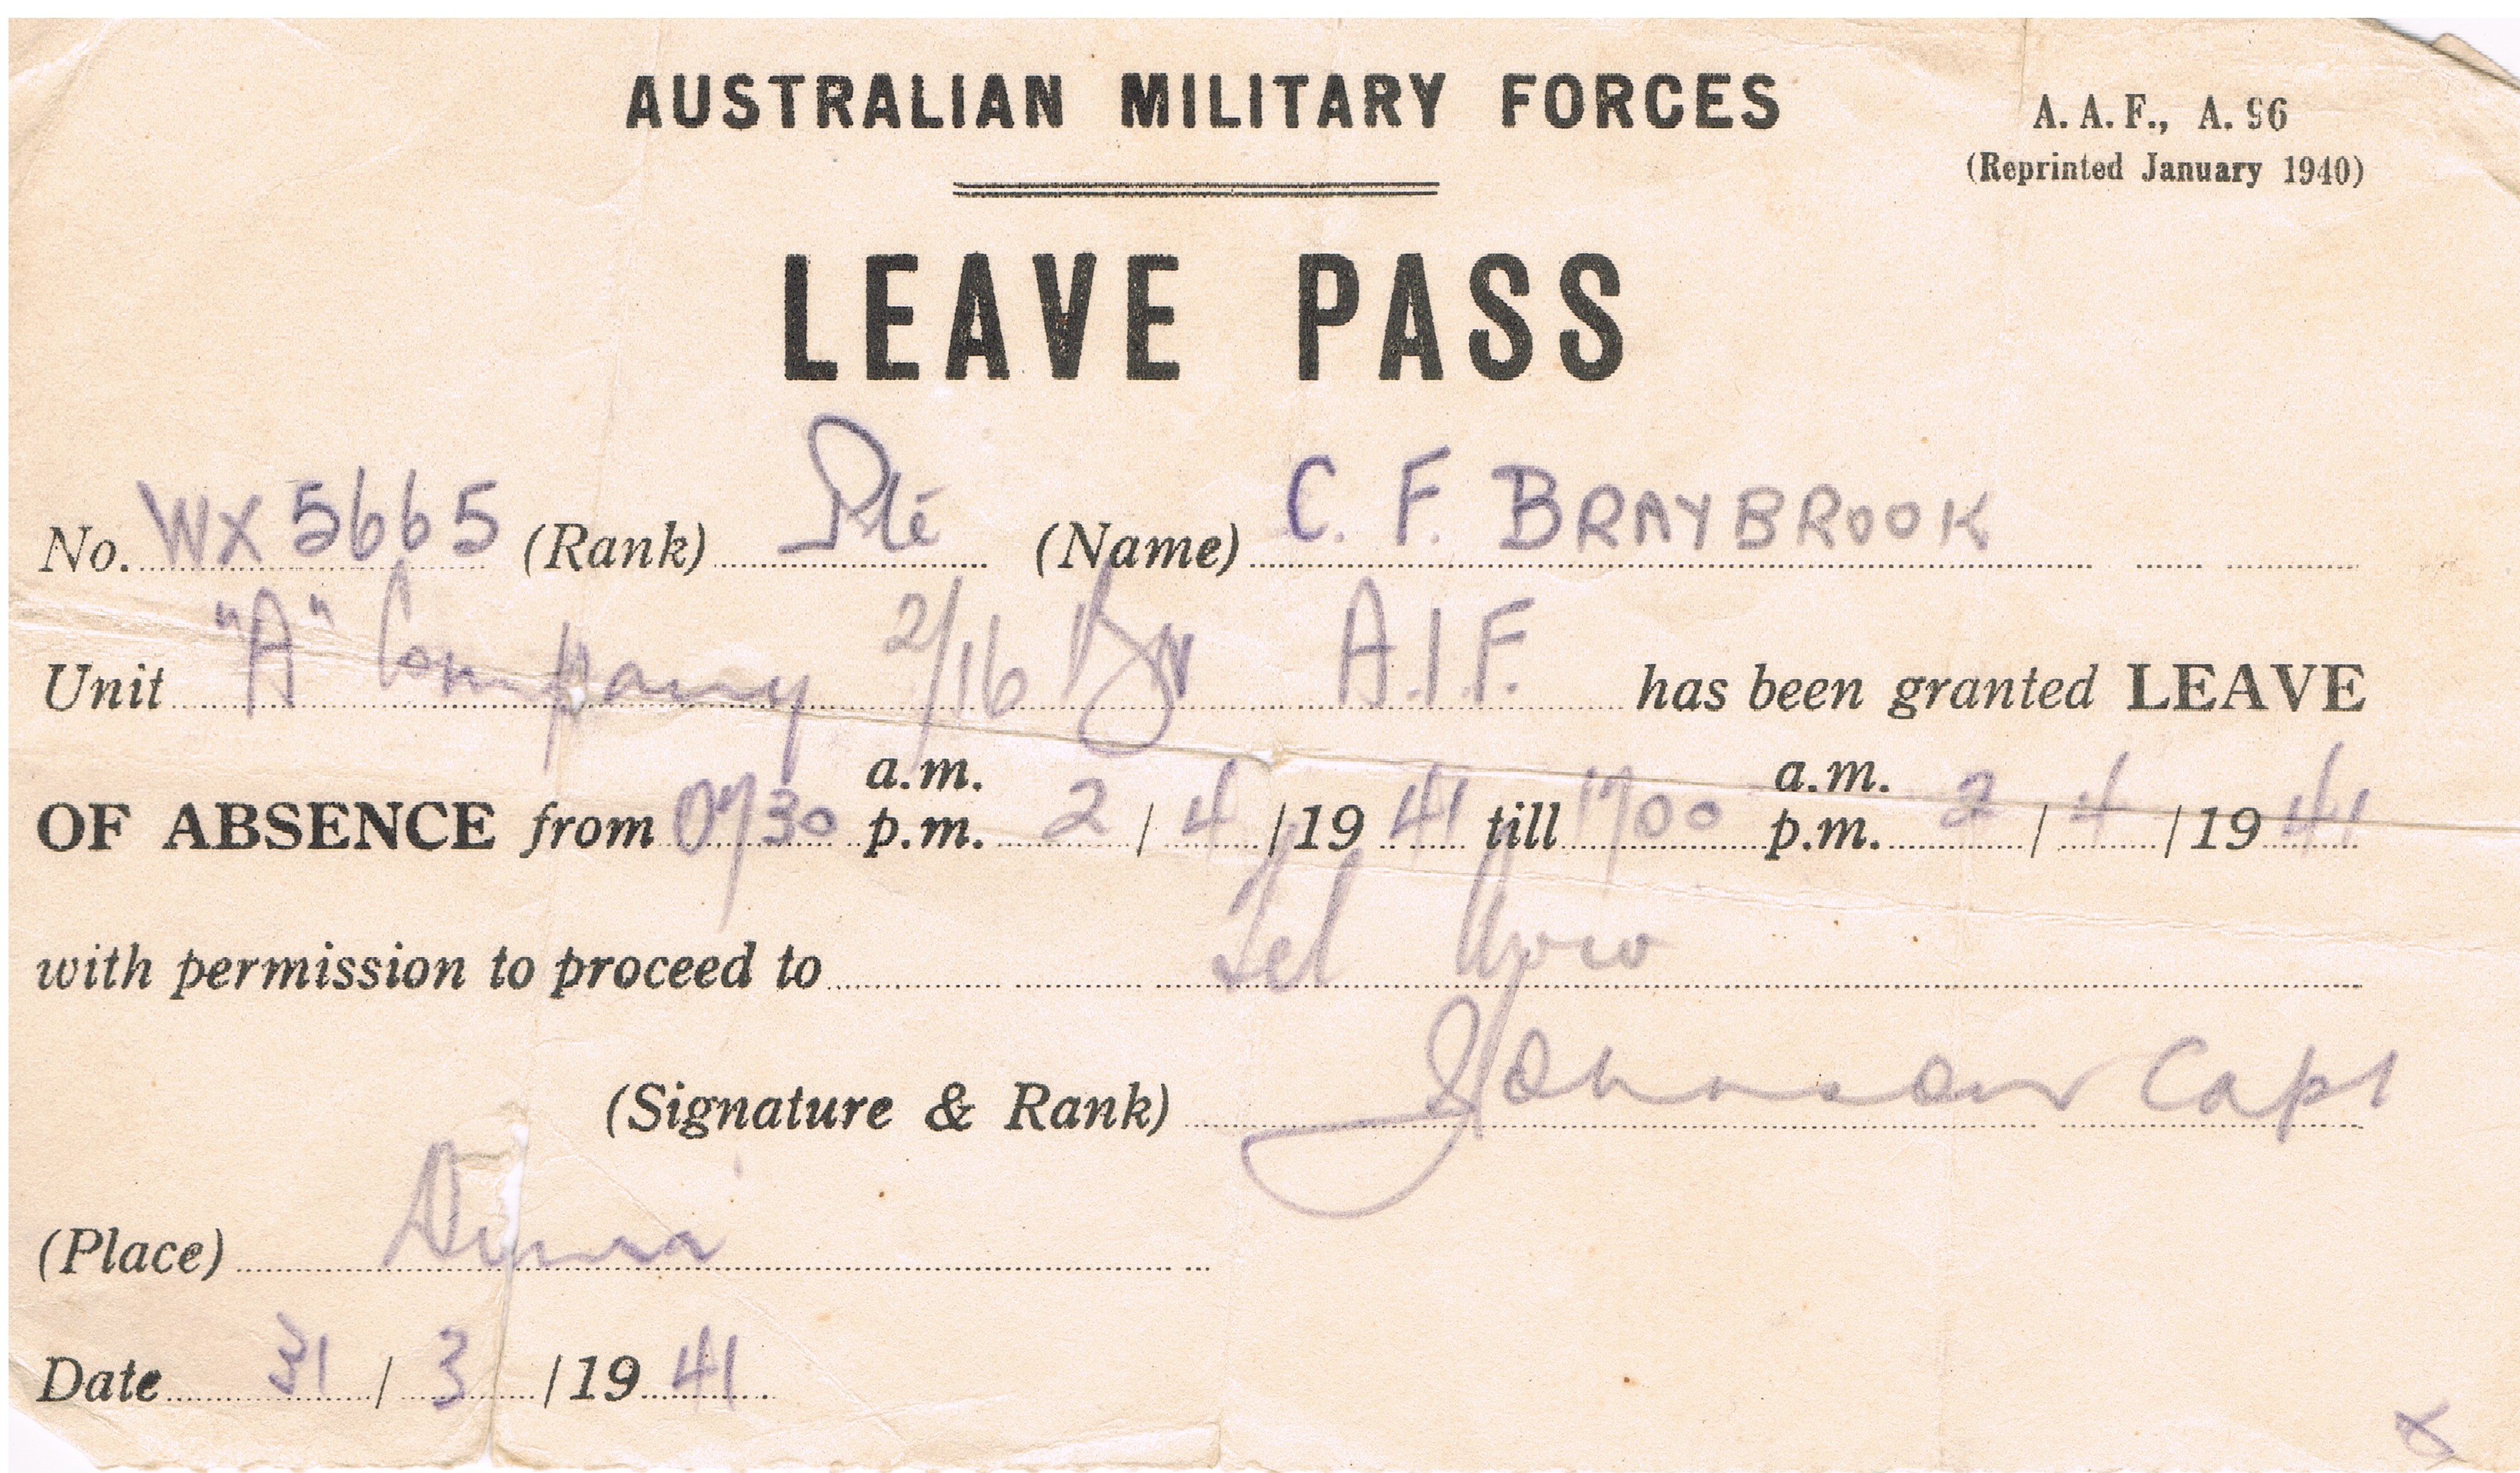 AUSTRALIAN MILITARY FORCES
A. A. F., A. 96
(Reprinted January 1940)
LEAVE PASS
No. WX 5665 (Rank) Pte (Name) C. F. BRAYBROOK
Unit "A" Company 2/16 Bn A.I.F. has been granted LEAVE
OF ABSENCE from 0730 a.m. p.m. 2 / 4 / 19 41 till 1700 a.m. p.m. 2 / 4 / 19 41
with permission to proceed to Tel
(Signature & Rank) Johnson Capt
(Place)
Date 31 / 3 / 19 41